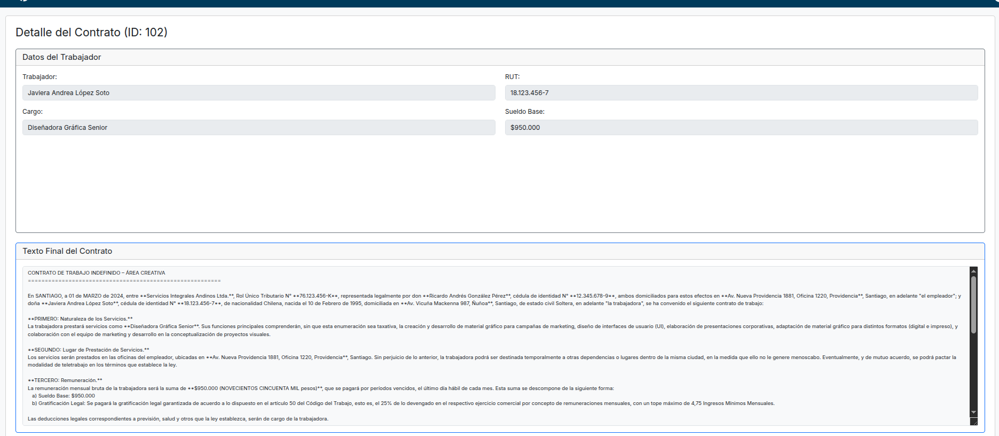 Detalle del Contrato (ID: 102)
Datos del Trabajador
Trabajador:
RUT:
Javiera Andrea López Soto
18.123.456-7
Cargo:
Sueldo Base:
Diseñadora Gráfica Senior
$950.000
Texto Final del Contrato
CONTRATO DE TRABAJO INDEFINIDO – ÁREA CREATIVA
=========================================================
En SANTIAGO, a 01 de MARZO de 2024, entre **Servicios Integrales Andinos Ltda.**, Rol Único Tributario N° **76.123.456-K**, representada legalmente por don **Ricardo Andrés González Pérez**, cédula de identidad N° **12.345.678-9**, ambos domiciliados para estos efectos en **Av. Nueva Providencia 1881, Oficina 1220, Providencia**, Santiago, en adelante "el empleador"; y
doña **Javiera Andrea López Soto**, cédula de identidad N° **18.123.456-7**, de nacionalidad Chilena, nacida el 10 de Febrero de 1995, domiciliada en **Av. Vicuña Mackenna 987, Ñuñoa**, Santiago, de estado civil Soltera, en adelante "la trabajadora", se ha convenido el siguiente contrato de trabajo:
**PRIMERO: Naturaleza de los Servicios.**
La trabajadora prestará servicios como **Diseñadora Gráfica Senior**. Sus funciones principales comprenderán, sin que esta enumeración sea taxativa, la creación y desarrollo de material gráfico para campañas de marketing, diseño de interfaces de usuario (UI), elaboración de presentaciones corporativas, adaptación de material gráfico para distintos formatos (digital e impreso), y
colaboración con el equipo de marketing y desarrollo en la conceptualización de proyectos visuales.
**SEGUNDO: Lugar de Prestación de Servicios.**
Los servicios serán prestados en las oficinas del empleador, ubicadas en **Av. Nueva Providencia 1881, Oficina 1220, Providencia**, Santiago. Sin perjuicio de lo anterior, la trabajadora podrá ser destinada temporalmente a otras dependencias o lugares dentro de la misma ciudad, en la medida que ello no le genere menoscabo. Eventualmente, y de mutuo acuerdo, se podrá pactar la
modalidad de teletrabajo en los términos que establece la ley.
**TERCERO: Remuneración.**
La remuneración mensual bruta de la trabajadora será la suma de **$950.000 (NOVECIENTOS CINCUENTA MIL pesos)**, que se pagará por períodos vencidos, el último día hábil de cada mes. Esta suma se descompone de la siguiente forma:
a) Sueldo Base: $950.000
b) Gratificación Legal: Se pagará la gratificación legal garantizada de acuerdo a lo dispuesto en el artículo 50 del Código del Trabajo, esto es, el 25% de lo devengado en el respectivo ejercicio comercial por concepto de remuneraciones mensuales, con un tope máximo de 4,75 Ingresos Mínimos Mensuales.
Las deducciones legales correspondientes a previsión, salud y otros que la ley establezca, serán de cargo de la trabajadora.